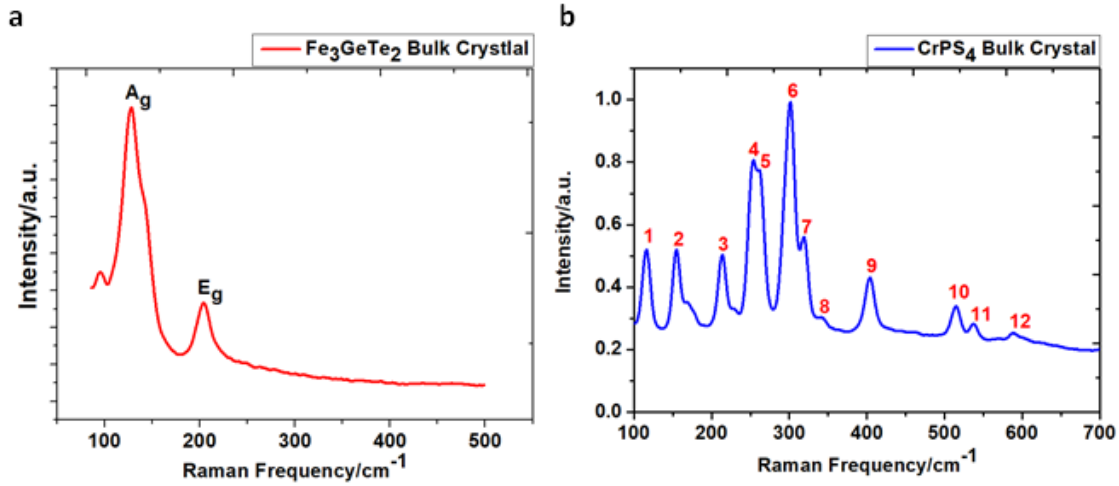 a
Fe₃GeTe₂ Bulk Crystlal
A_g
E_g
Intensity/a.u.
100 200 300 400 500
Raman Frequency/cm⁻¹
b
CrPS₄ Bulk Crystal
1.0
0.8
0.6
0.4
0.2
0.0
1 2 3 4 5 6 7 8 9 10 11 12
Intensity/a.u.
100 200 300 400 500 600 700
Raman Frequency/cm⁻¹